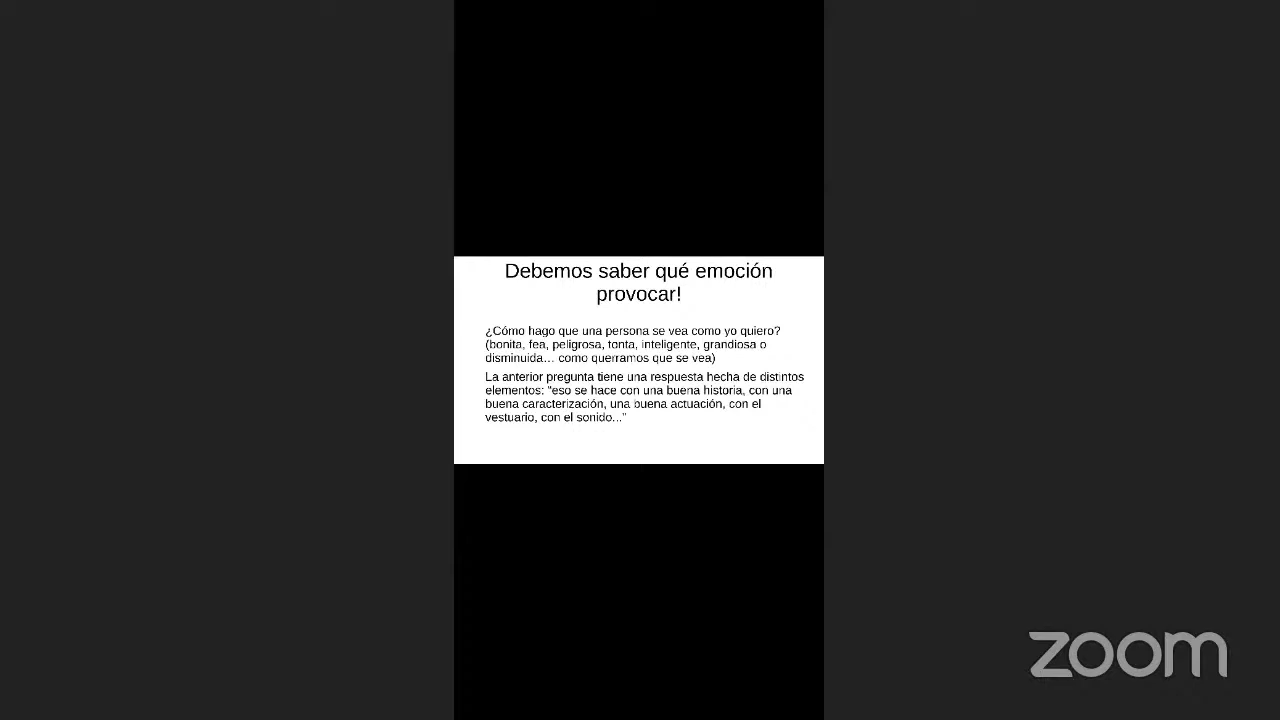 Debemos saber qué emoción
provocar!
¿Cómo hago que una persona se vea como yo quiero?
(bonita, fea, peligrosa, tonta, inteligente, grandiosa o
disminuida… como querramos que se vea)
La anterior pregunta tiene una respuesta hecha de distintos
elementos: “eso se hace con una buena historia, con una
buena caracterización, una buena actuación, con el
vestuario, con el sonido...”
zoom